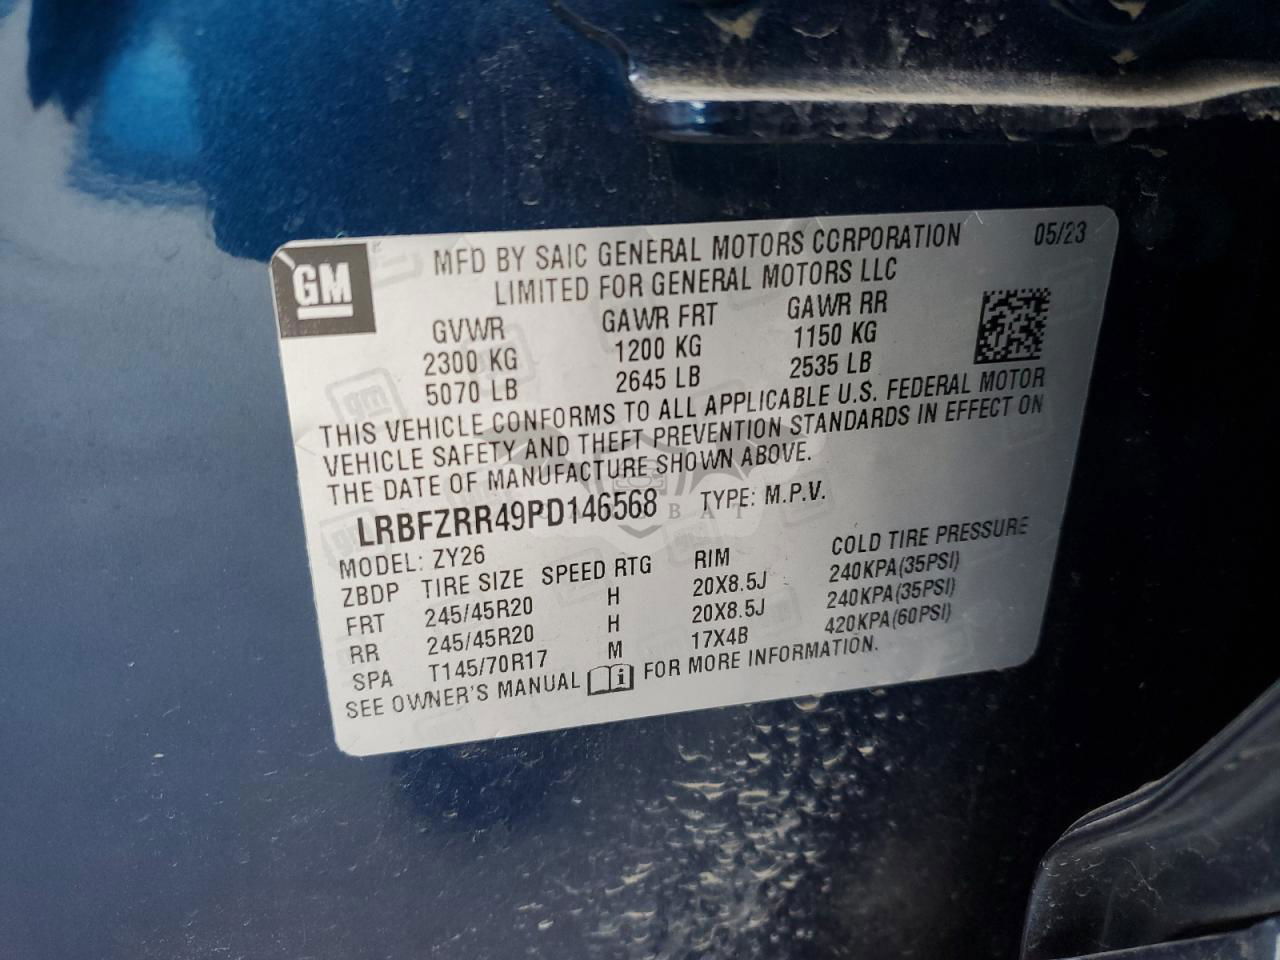 GM
MFD BY SAIC GENERAL MOTORS CORPORATION 05/23
LIMITED FOR GENERAL MOTORS LLC
GVWR GAWR FRT GAWR RR
2300 KG 1200 KG 1150 KG
5070 LB 2645 LB 2535 LB
THIS VEHICLE CONFORMS TO ALL APPLICABLE U.S. FEDERAL MOTOR
VEHICLE SAFETY AND THEFT PREVENTION STANDARDS IN EFFECT ON
THE DATE OF MANUFACTURE SHOWN ABOVE.
LRBFZRR49PD146568 TYPE: M.P.V.
MODEL: ZY26
ZBDP TIRE SIZE SPEED RTG RIM COLD TIRE PRESSURE
FRT 245/45R20 H 20X8.5J 240KPA(35PSI)
RR 245/45R20 H 20X8.5J 240KPA(35PSI)
SPA T145/70R17 M 17X4B 420KPA(60PSI)
SEE OWNER'S MANUAL FOR MORE INFORMATION.